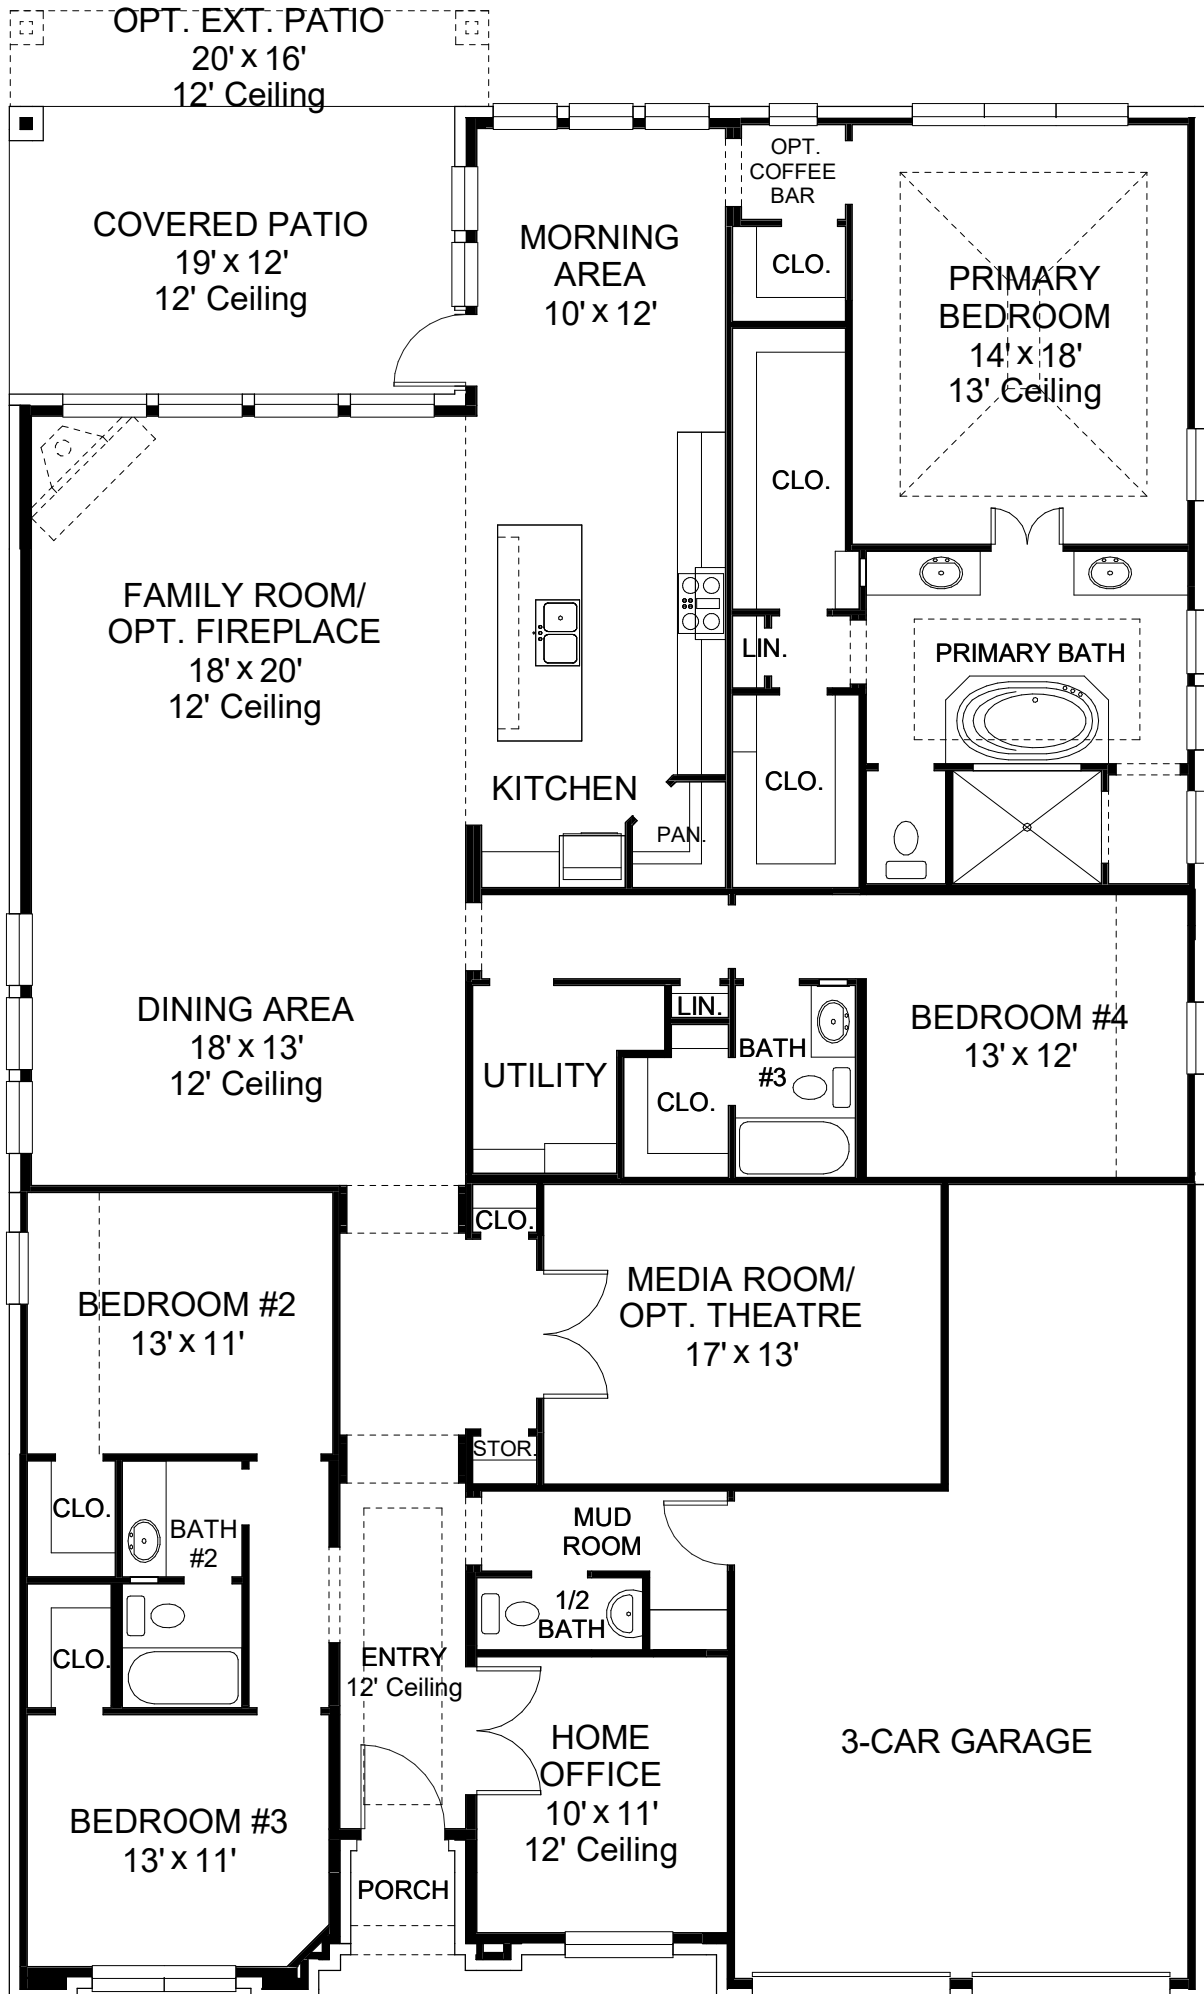 OPT. EXT. PATIO
20' x 16'
12' Ceiling
COVERED PATIO
19' x 12'
12' Ceiling
MORNING
AREA
10' x 12'
OPT.
COFFEE
BAR
CLO.
PRIMARY
BEDROOM
14' x 18'
13' Ceiling
CLO.
FAMILY ROOM/
OPT. FIREPLACE
18' x 20'
12' Ceiling
LIN.
PRIMARY BATH
KITCHEN
PAN.
CLO.
DINING AREA
18' x 13'
12' Ceiling
UTILITY
LIN.
CLO.
BATH
#3
BEDROOM #4
13' x 12'
CLO.
BEDROOM #2
13' x 11'
MEDIA ROOM/
OPT. THEATRE
17' x 13'
STOR.
CLO.
BATH
#2
MUD
ROOM
1/2
BATH
CLO.
ENTRY
12' Ceiling
HOME
OFFICE
10' x 11'
12' Ceiling
3-CAR GARAGE
BEDROOM #3
13' x 11'
PORCH